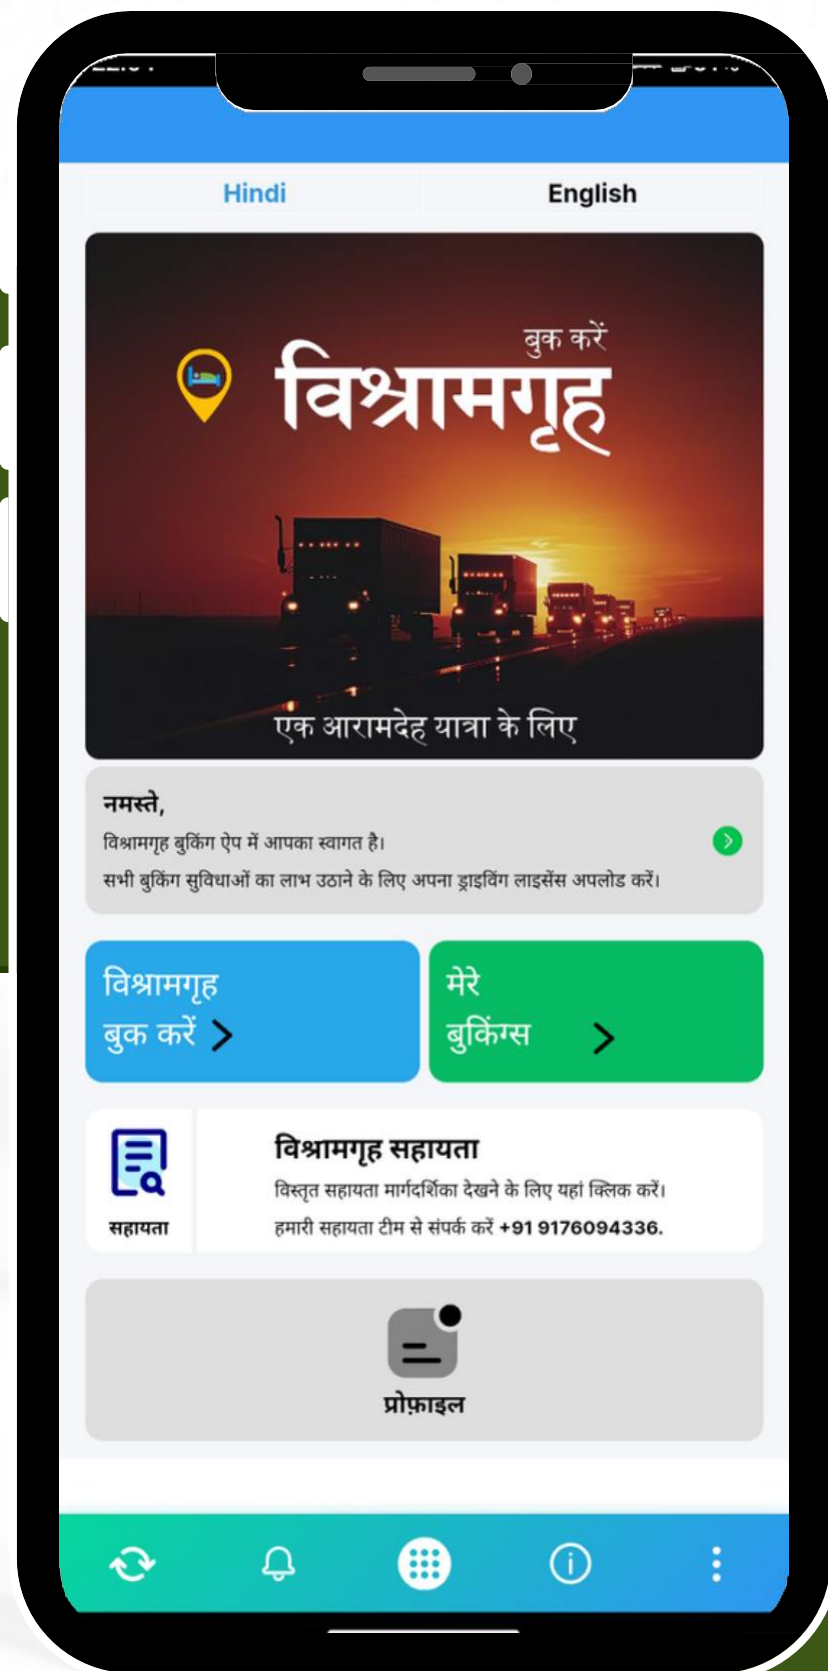 Hindi English
बुक करें
विश्रामगृह
एक आरामदेह यात्रा के लिए
नमस्ते,
विश्रामगृह बुकिंग ऐप में आपका स्वागत है।
सभी बुकिंग सुविधाओं का लाभ उठाने के लिए अपना ड्राइविंग लाइसेंस अपलोड करें।
विश्रामगृह
बुक करें
मेरे
बुकिंग्स
विश्रामगृह सहायता
विस्तृत सहायता मार्गदर्शिका देखने के लिए यहां क्लिक करें।
हमारी सहायता टीम से संपर्क करें +91 9176094336.
सहायता
प्रोफ़ाइल